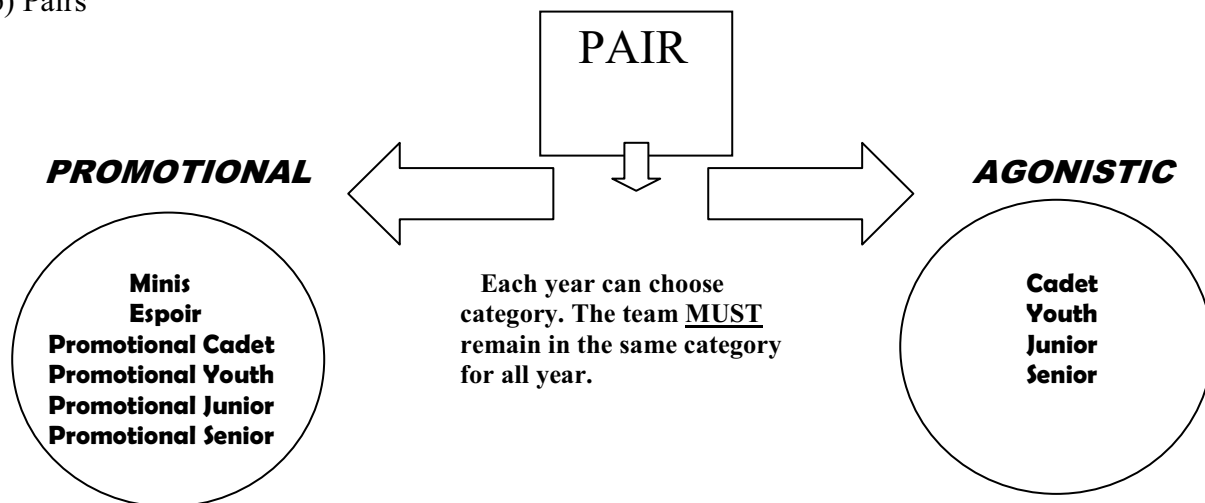 ) Pairs
PAIR
PROMOTIONAL
Minis
Espoir
Promotional Cadet
Promotional Youth
Promotional Junior
Promotional Senior
Each year can choose
category. The team MUST
remain in the same category
for all year.
AGONISTIC
Cadet
Youth
Junior
Senior